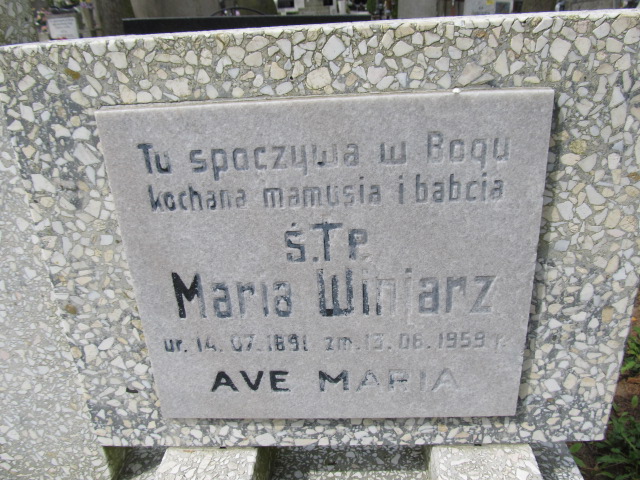 Tu spoczywa w Bogu
kochana mamusia i babcia
Ś.T P.
Maria Winiarz
ur. 14.07.1891 zm. 13.06.1959 r.
AVE MARIA